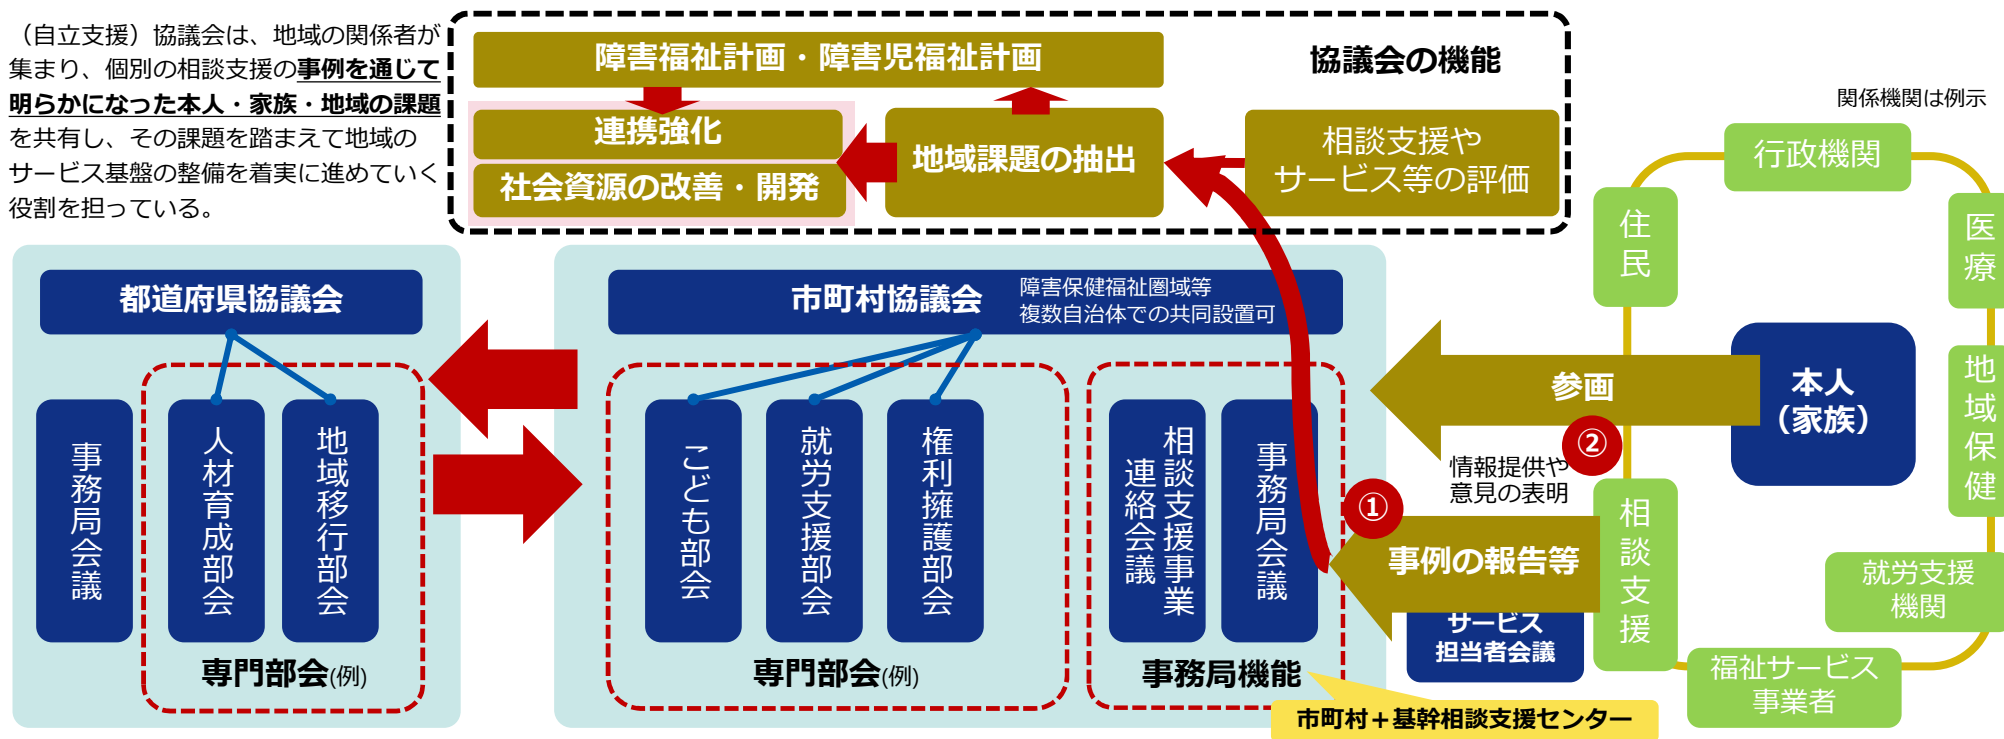 （自立支援）協議会は、地域の関係者が
集まり、個別の相談支援の事例を通じて
明らかになった本人・家族・地域の課題
を共有し、その課題を踏まえて地域の
サービス基盤の整備を着実に進めていく
役割を担っている。
障害福祉計画・障害児福祉計画
協議会の機能
連携強化
社会資源の改善・開発
地域課題の抽出
相談支援や
サービス等の評価
関係機関は例示
行政機関
住民
医療
地域保健
就労支援
機関
福祉サービス
事業者
相談支援
本人
（家族）
都道府県協議会
事務局会議
人材育成部会
地域移行部会
専門部会(例)
市町村協議会
障害保健福祉圏域等
複数自治体での共同設置可
こども部会
就労支援部会
権利擁護部会
専門部会(例)
相談支援事業
連絡会議
事務局会議
事務局機能
市町村＋基幹相談支援センター
参画
②
情報提供や
意見の表明
①
事例の報告等
サービス
担当者会議